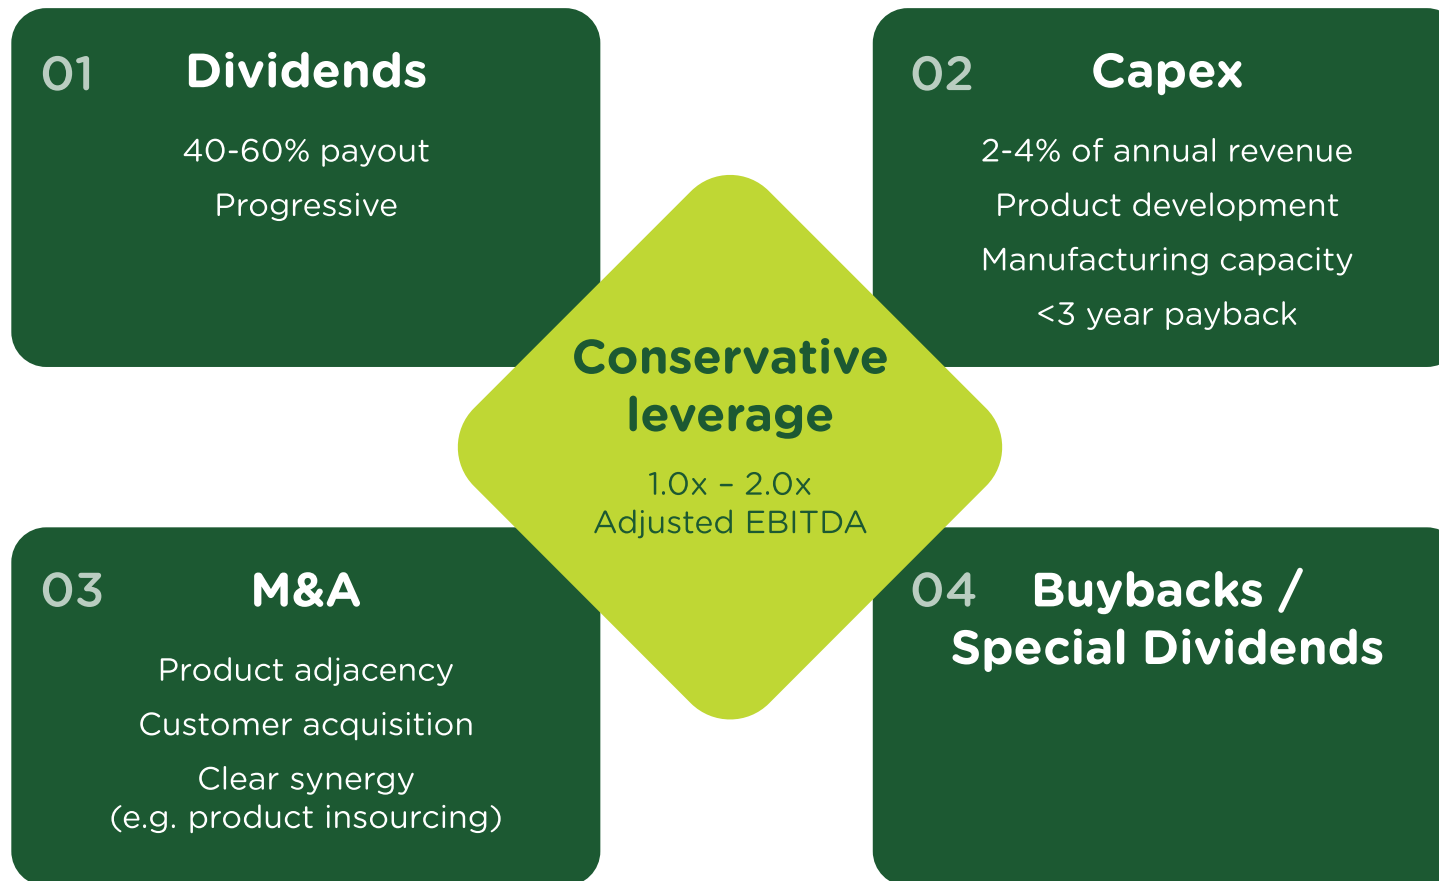 01
Dividends
40-60% payout
Progressive
02
Capex
2-4% of annual revenue
Product development
Manufacturing capacity
<3 year payback
Conservative
leverage
1.0x – 2.0x
Adjusted EBITDA
03
M&A
Product adjacency
Customer acquisition
Clear synergy
(e.g. product insourcing)
04
Buybacks /
Special Dividends